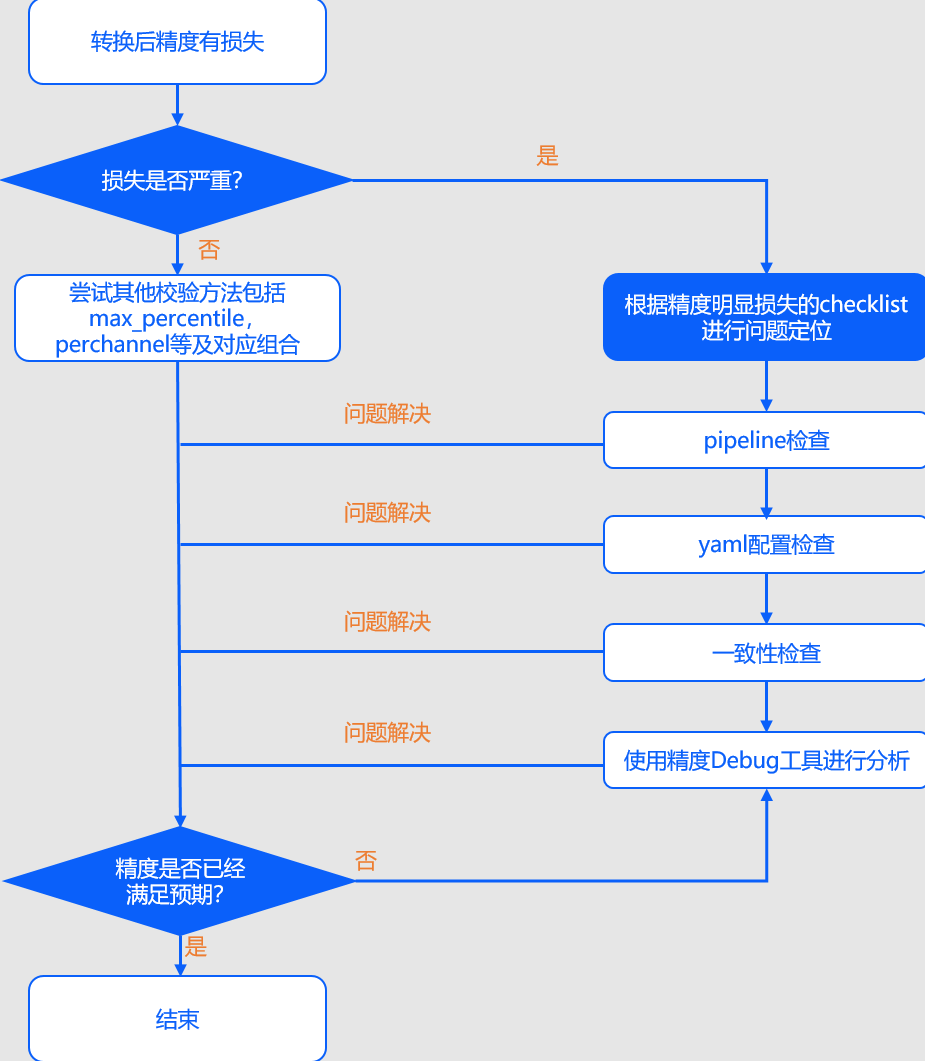 转换后精度有损失
损失是否严重？
是
否
尝试其他校验方法包括
max_percentile，
perchannel等及对应组合
根据精度明显损失的checklist
进行问题定位
问题解决
pipeline检查
问题解决
yaml配置检查
问题解决
一致性检查
问题解决
使用精度Debug工具进行分析
精度是否已经
满足预期？
否
是
结束